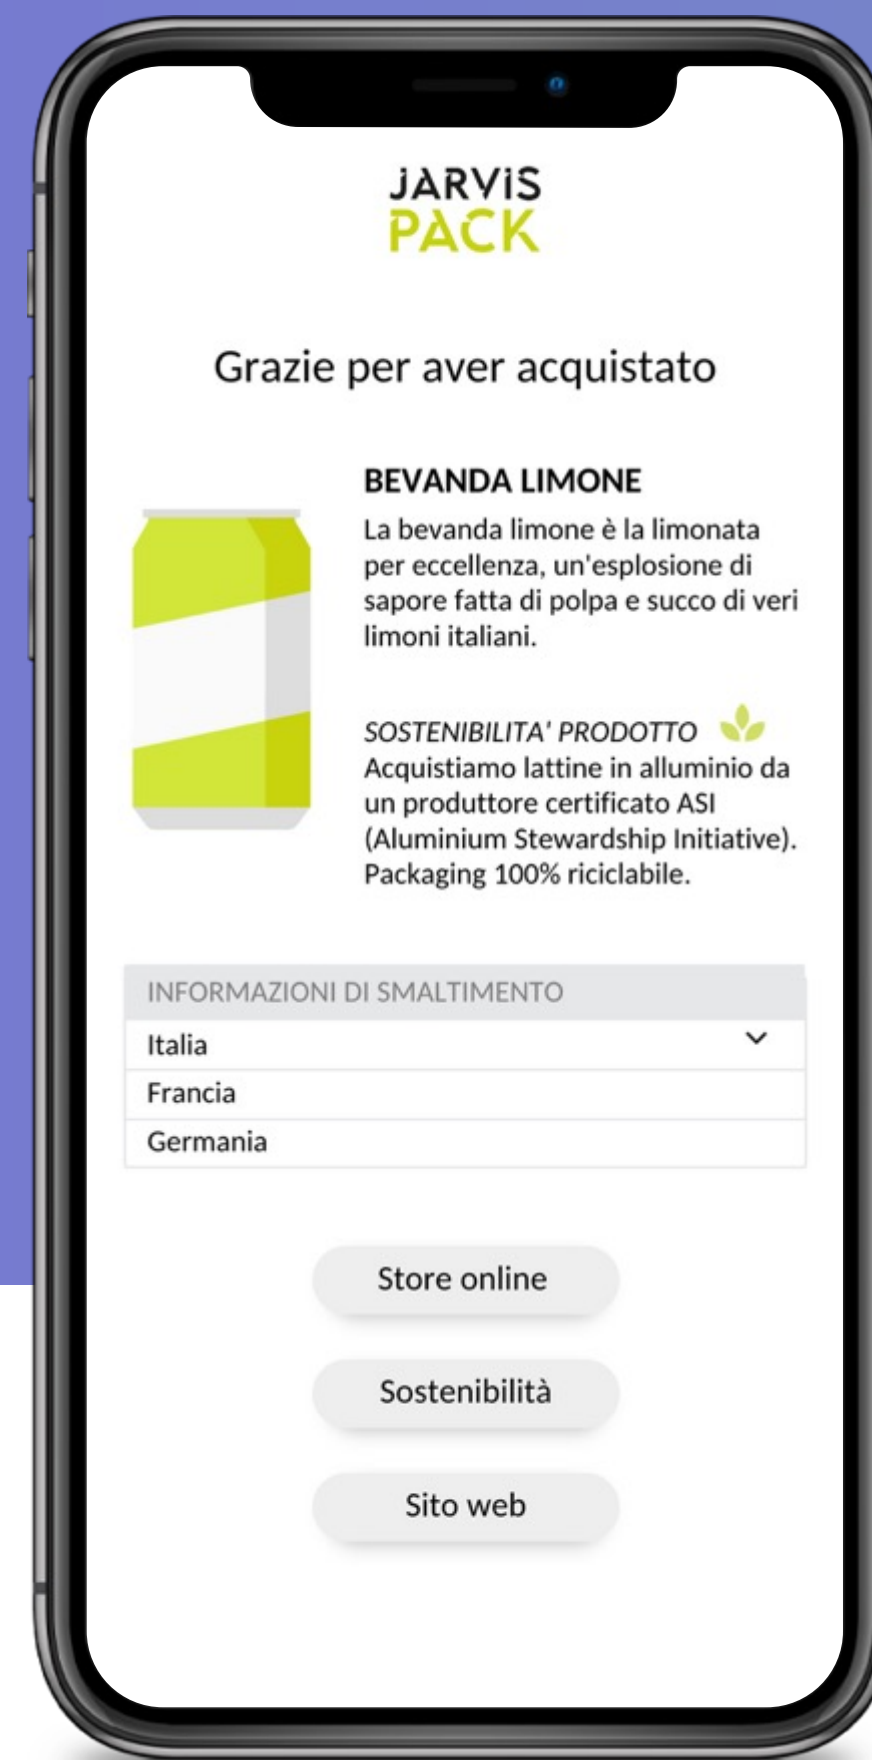 JARVIS
PACK
Grazie per aver acquistato
BEVANDA LIMONE
La bevanda limone è la limonata
per eccellenza, un'esplosione di
sapore fatta di polpa e succo di veri
limoni italiani.
SOSTENIBILITA' PRODOTTO
Acquistiamo lattine in alluminio da
un produttore certificato ASI
(Aluminium Stewardship Initiative).
Packaging 100% riciclabile.
INFORMAZIONI DI SMALTIMENTO
Italia
Francia
Germania
Store online
Sostenibilità
Sito web